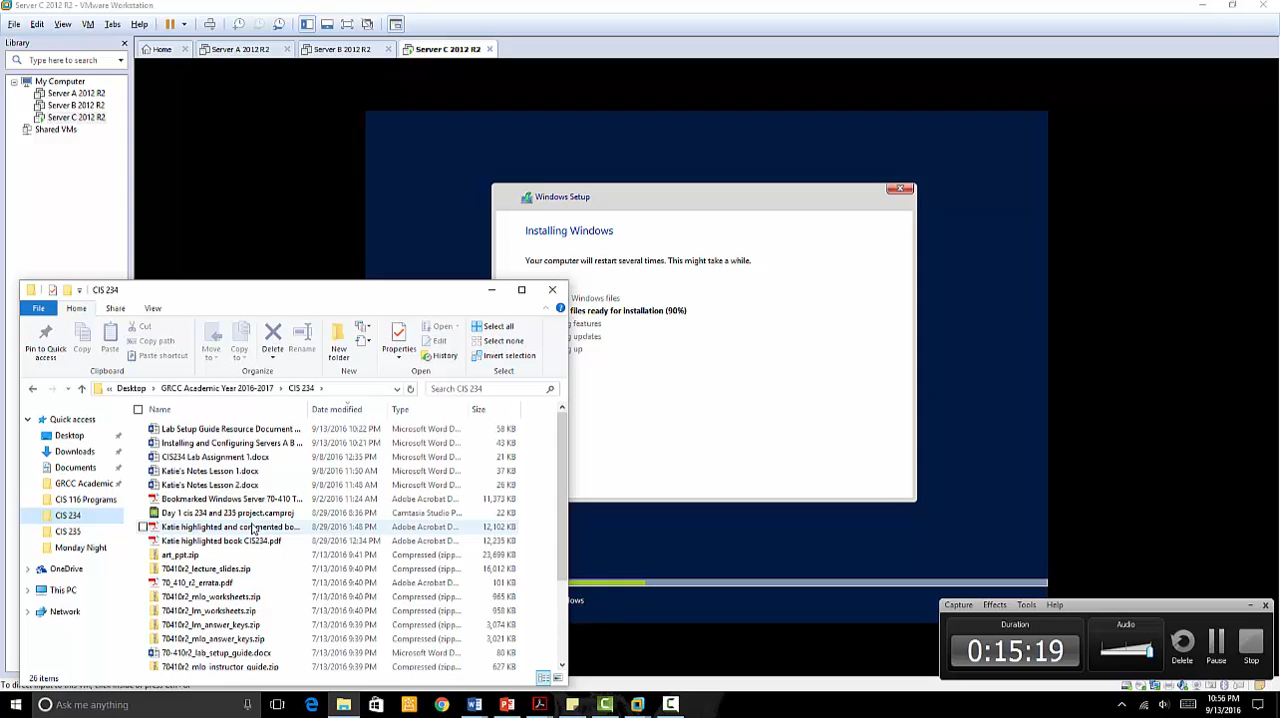 Server C 2012 R2 - VMware Workstation
File Edit View VM Tabs Help
Library
Type here to search
My Computer
Server A 2012 R2
Server B 2012 R2
Server C 2012 R2
Shared VMs
Home Server A 2012 R2 Server B 2012 R2 Server C 2012 R2
Windows Setup
Installing Windows
Your computer will restart several times. This might take a while.
Windows files
files ready for installation (90%)
features
updates
up
CIS 234
File Home Share View
Pin to Quick access
Copy
Paste
Cut
Copy path
Paste shortcut
Clipboard
Move to
Copy to
Delete
Rename
Organize
New folder
New
Properties
Open
Edit
History
Open
Select all
Select none
Invert selection
Select
Desktop › GRCC Academic Year 2016-2017 › CIS 234 ›
Search CIS 234
Quick access
Desktop
Downloads
Documents
GRCC Academic
CIS 116 Programs
CIS 234
CIS 235
Monday Night
OneDrive
This PC
Network
Name Date modified Type Size
Lab Setup Guide Resource Document ... 9/13/2016 10:22 PM Microsoft Word D... 58 KB
Installing and Configuring Servers A B ... 9/13/2016 10:21 PM Microsoft Word D... 43 KB
CIS234 Lab Assignment 1.docx 9/8/2016 12:35 PM Microsoft Word D... 21 KB
Katie's Notes Lesson 1.docx 9/8/2016 11:50 AM Microsoft Word D... 37 KB
Katie's Notes Lesson 2.docx 9/8/2016 11:48 AM Microsoft Word D... 26 KB
Bookmarked Windows Server 70-410 T... 9/2/2016 11:24 AM Adobe Acrobat D... 11,373 KB
Day 1 cis 234 and 235 project.camproj 8/29/2016 8:36 PM Camtasia Studio P... 22 KB
Katie highlighted and commented bo... 8/29/2016 1:48 PM Adobe Acrobat D... 12,102 KB
Katie highlighted book CIS234.pdf 8/29/2016 12:34 PM Adobe Acrobat D... 12,235 KB
art_ppt.zip 7/13/2016 9:41 PM Compressed (zipp... 23,699 KB
70410r2_lecture_slides.zip 7/13/2016 9:40 PM Compressed (zipp... 16,012 KB
70_410_r2_errata.pdf 7/13/2016 9:40 PM Adobe Acrobat D... 101 KB
70410r2_mlo_worksheets.zip 7/13/2016 9:40 PM Compressed (zipp... 965 KB
70410r2_lm_worksheets.zip 7/13/2016 9:40 PM Compressed (zipp... 958 KB
70410r2_lm_answer_keys.zip 7/13/2016 9:39 PM Compressed (zipp... 3,074 KB
70410r2_mlo_answer_keys.zip 7/13/2016 9:39 PM Compressed (zipp... 3,021 KB
70-410r2_lab_setup_guide.docx 7/13/2016 9:39 PM Microsoft Word D... 80 KB
70410r2_mlo_instructor_guide.zip 7/13/2016 9:39 PM Compressed (zipp... 627 KB
26 items
ows
Capture Effects Tools Help
Duration
0:15:19
Audio
Delete Pause Stop
Ask me anything
10:56 PM
9/13/2016